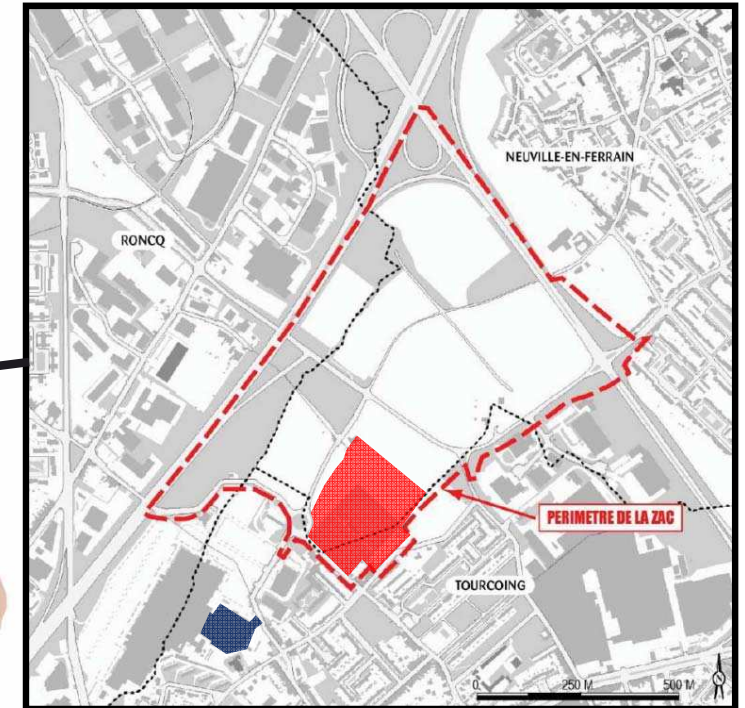 NEUVILLE-EN-FERRAIN
RONCQ
PERIMETRE DE LA ZAC
TOURCOING
0 250 M 500 M